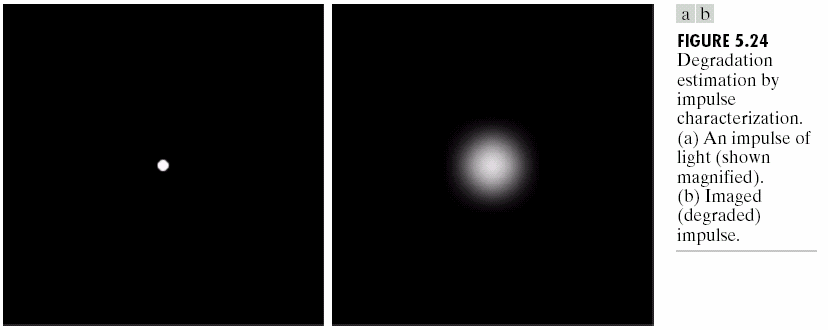 a b
FIGURE 5.24
Degradation
estimation by
impulse
characterization.
(a) An impulse of
light (shown
magnified).
(b) Imaged
(degraded)
impulse.